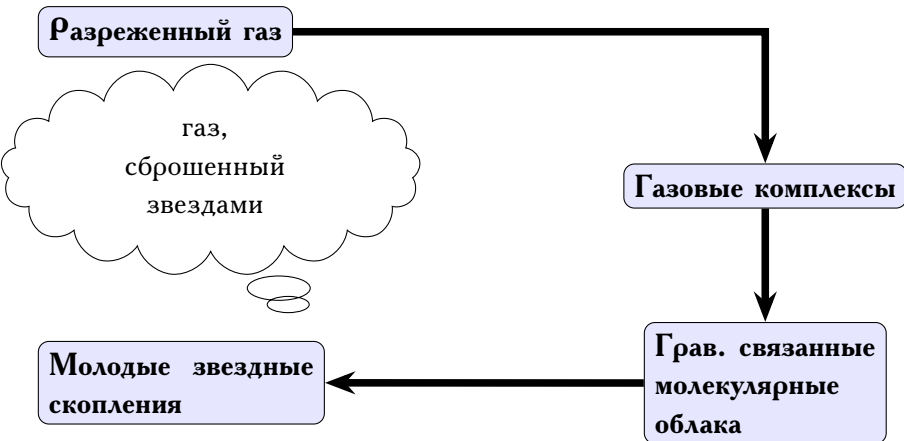 Разреженный газ
газ,
сброшенный
звездами
Газовые комплексы
Грав. связанные
молекулярные
облака
Молодые звездные
скопления